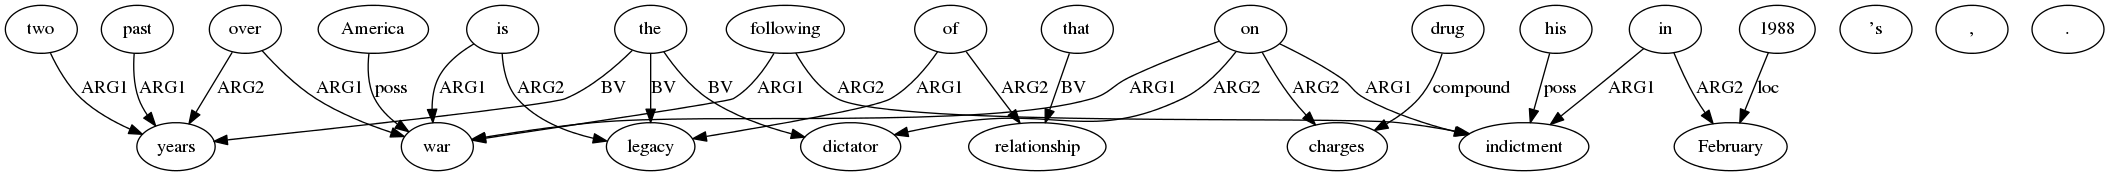 two past over America is the following of that on drug his in 1988 's , .
ARG1 ARG1 ARG2 ARG1 poss ARG1 ARG2 BV BV BV ARG1 ARG2 ARG1 ARG2 BV ARG1 ARG2 ARG2 ARG1 compound poss ARG1 ARG2 loc
years war legacy dictator relationship charges indictment February